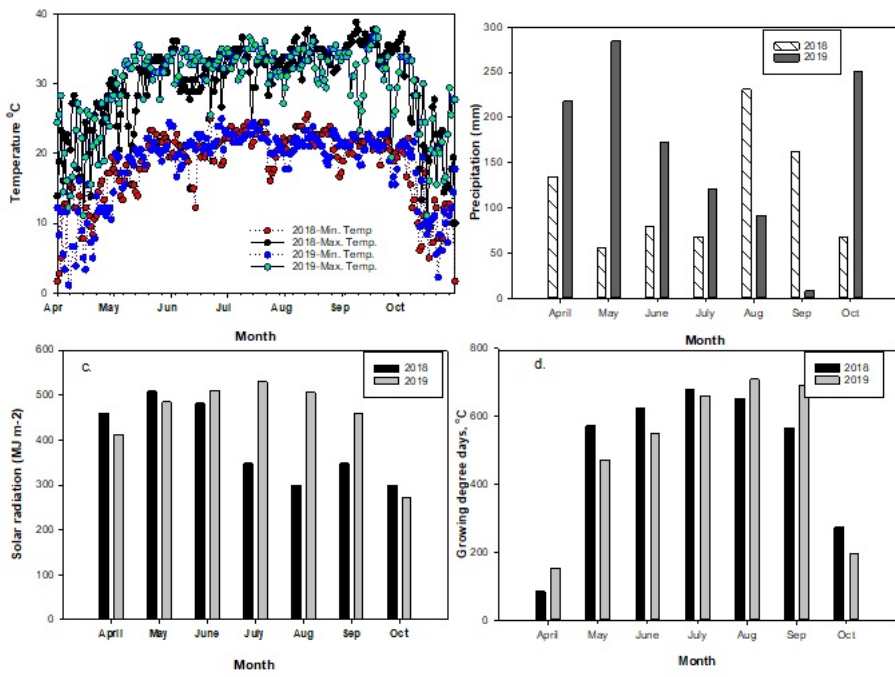 40
30
20
10
0
Temperature ⁰C
2018-Min. Temp
2018-Max. Temp.
2019-Min. Temp.
2019-Max. Temp.
Apr May Jun Jul Aug Sep Oct
Month
300
250
200
150
100
50
0
Precipitation (mm)
2018
2019
April May June July Aug Sep Oct
Month
c.
600
500
400
300
200
100
0
Solar radiation (MJ m-2)
2018
2019
April May June July Aug Sep Oct
Month
d.
800
600
400
200
0
Growing degree days, °C
2018
2019
April May June July Aug Sep Oct
Month